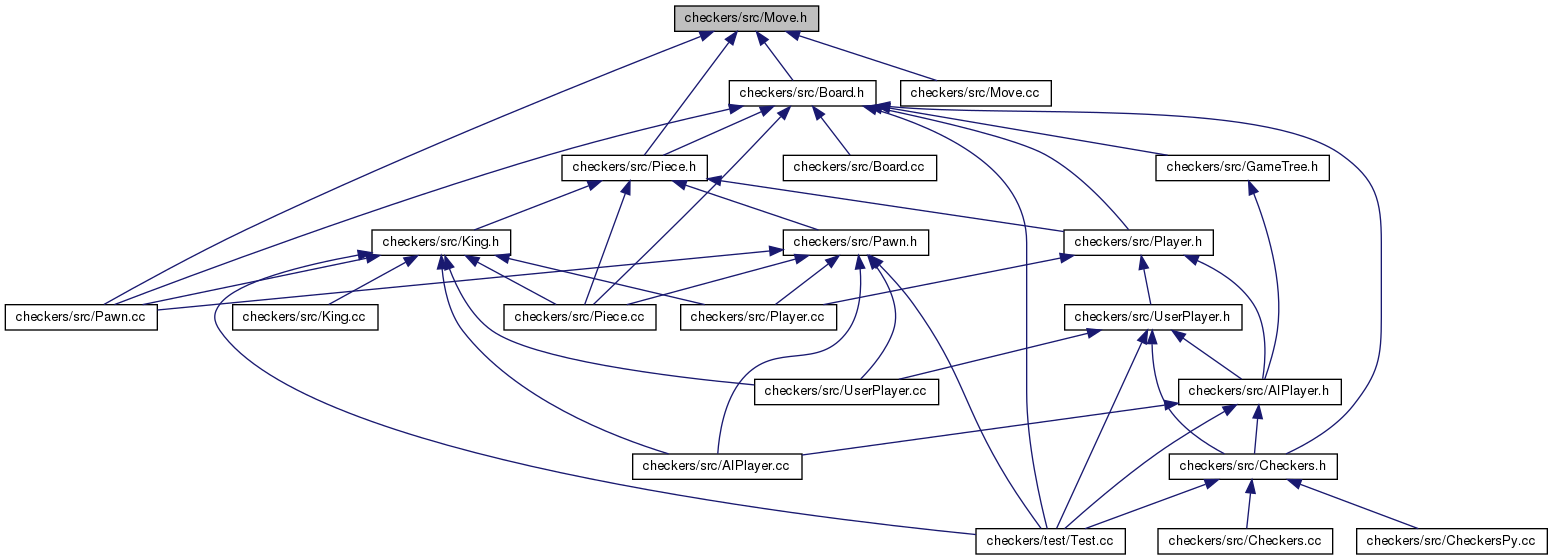 checkers/src/Move.h
checkers/src/Board.h
checkers/src/Move.cc
checkers/src/Piece.h
checkers/src/Board.cc
checkers/src/GameTree.h
checkers/src/King.h
checkers/src/Pawn.h
checkers/src/Player.h
checkers/src/Pawn.cc
checkers/src/King.cc
checkers/src/Piece.cc
checkers/src/Player.cc
checkers/src/UserPlayer.h
checkers/src/UserPlayer.cc
checkers/src/AIPlayer.h
checkers/src/AIPlayer.cc
checkers/src/Checkers.h
checkers/test/Test.cc
checkers/src/Checkers.cc
checkers/src/CheckersPy.cc